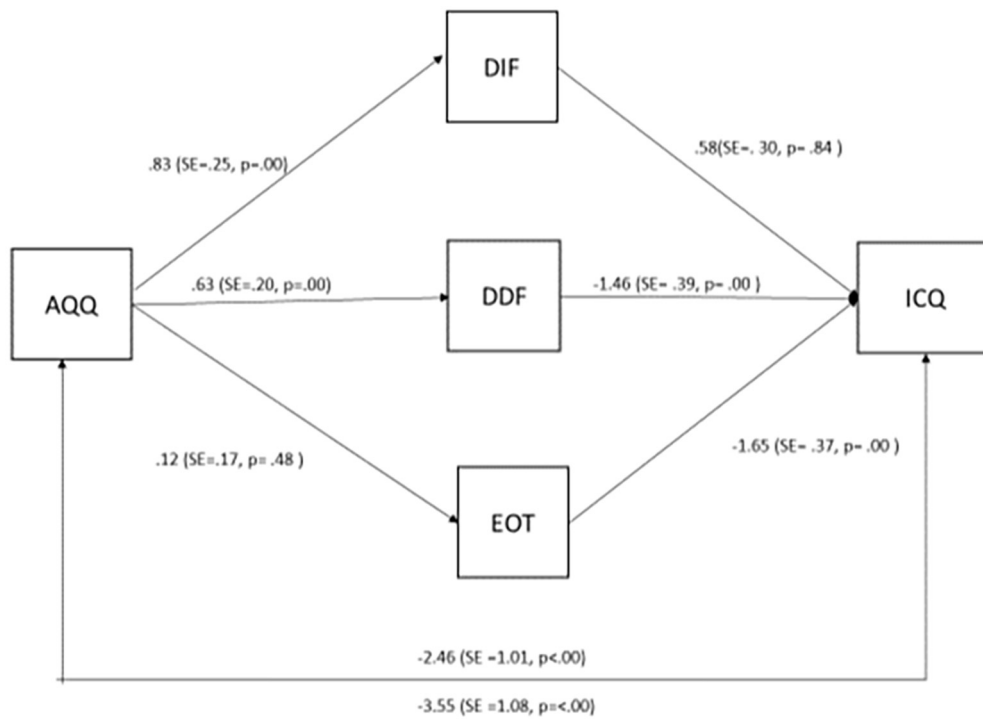 DIF
.83 (SE=.25, p=.00)
.58(SE=. 30, p= .84 )
AQQ
.63 (SE=.20, p=.00)
DDF
-1.46 (SE= .39, p= .00 )
ICQ
.12 (SE=.17, p= .48 )
-1.65 (SE= .37, p= .00 )
EOT
-2.46 (SE =1.01, p<.00)
-3.55 (SE =1.08, p=<.00)